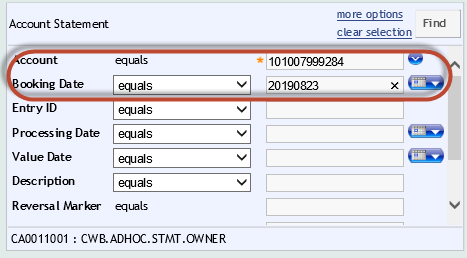 more options
Account Statement Find
clear selection
Account equals * 101007999284
Booking Date equals 20190823 ×
Entry ID equals
Processing Date equals
Value Date equals
Description equals
Reversal Marker equals
CA0011001 : CWB.ADHOC.STMT.OWNER